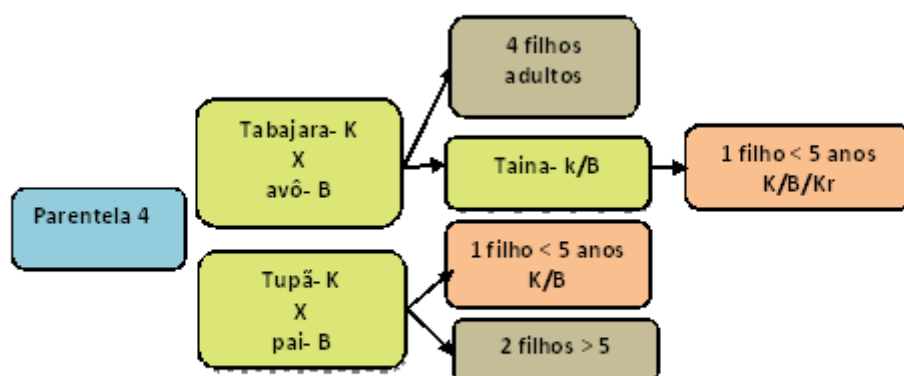 Parentela 4
Tabajara- K
X
avô- B
4 filhos
adultos
Taina- k/B
1 filho < 5 anos
K/B/Kr
Tupã- K
X
pai- B
1 filho < 5 anos
K/B
2 filhos > 5